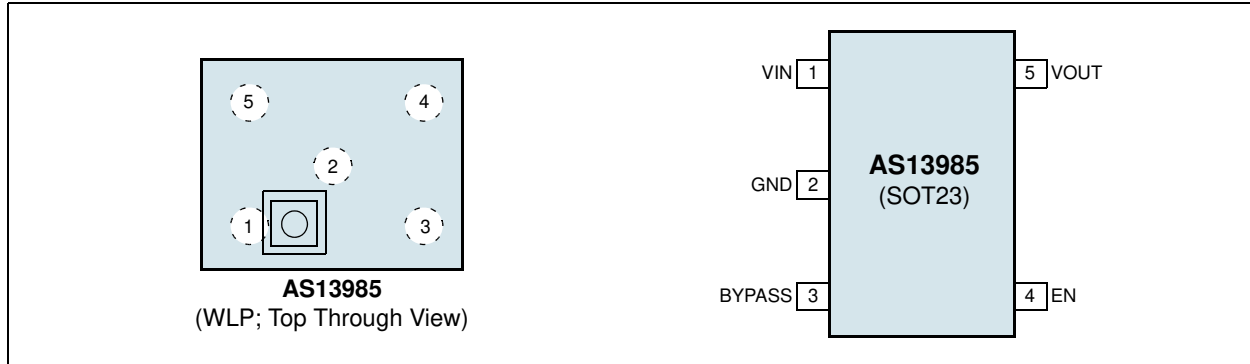 5 4
2
1 3
AS13985
(WLP; Top Through View)
VIN 1 5 VOUT
AS13985
(SOT23)
GND 2
BYPASS 3 4 EN